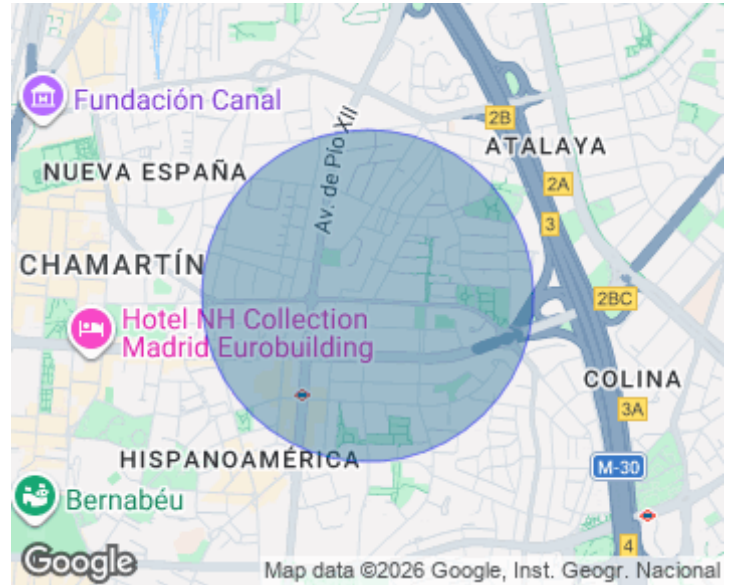 Fundación Canal
Av. de Pío XII
2B
ATALAYA
NUEVA ESPAÑA
2A
3
CHAMARTÍN
2BC
Hotel NH Collection
Madrid Eurobuilding
COLINA
3A
HISPANOAMÉRICA
M-30
Bernabéu
4
Google
Map data ©2026 Google, Inst. Geogr. Nacional